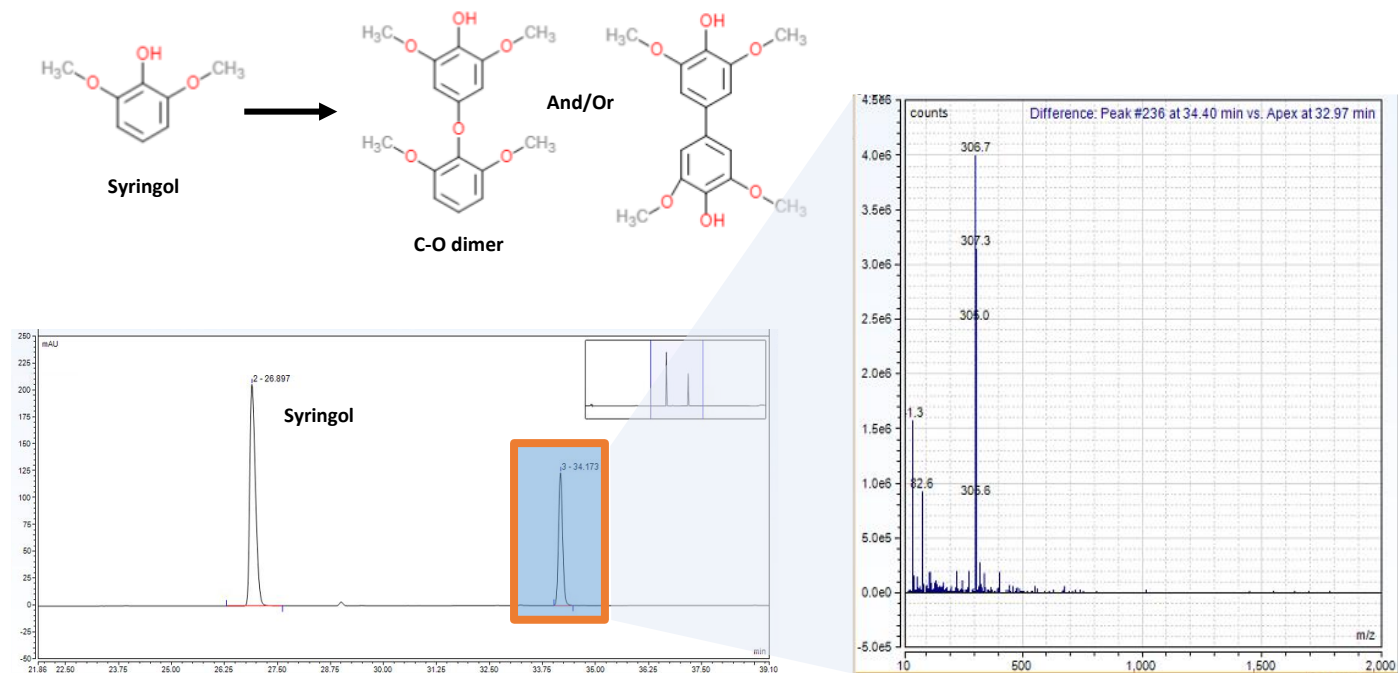 OH
H₃C
O
O
CH₃
Syringol
OH
H₃C
O
O
CH₃
O
H₃C
O
O
CH₃
C-O dimer
And/Or
OH
H₃C
O
O
CH₃
H₃C
O
O
CH₃
OH
250
225
200
175
150
125
100
75
50
25
0
-25
-50
mAU
2 - 26.897
Syringol
3 - 34.173
min
21.86 22.50 23.75 25.00 26.25 27.50 28.75 30.00 31.25 32.50 33.75 35.00 36.25 37.50 39.10
4.5e6
4.0e6
3.5e6
3.0e6
2.5e6
2.0e6
1.5e6
1.0e6
5.0e5
0.0e0
-5.0e5
counts
Difference: Peak #236 at 34.40 min vs. Apex at 32.97 min
306.7
307.3
1.3
82.6
m/z
10 500 1,000 1,500 2,000